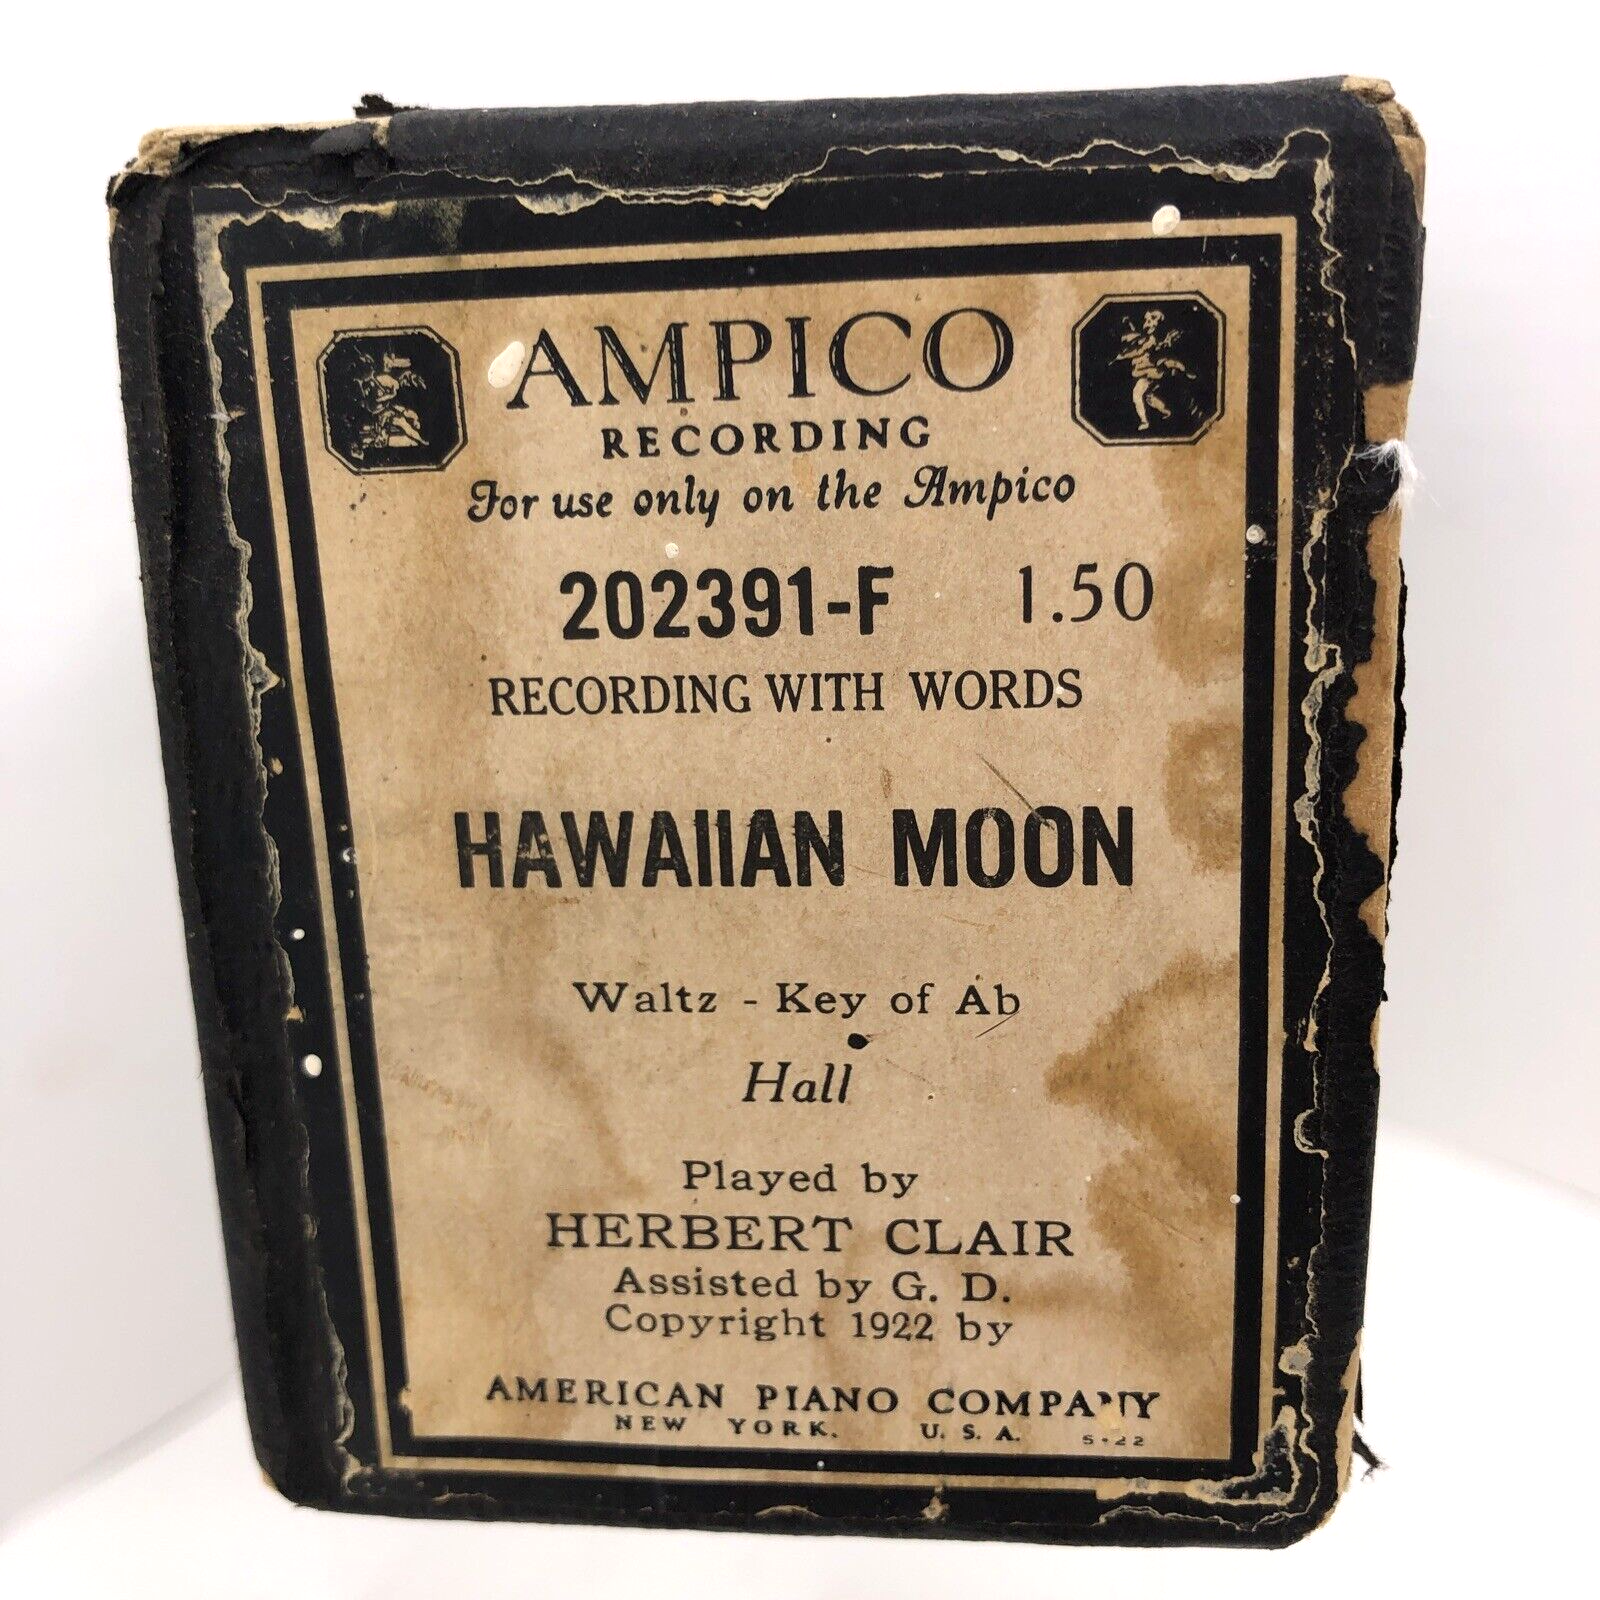 AMPICO
RECORDING
For use only on the Ampico
202391-F 1.50
RECORDING WITH WORDS
HAWAIIAN MOON
Waltz - Key of Ab
Hall
Played by
HERBERT CLAIR
Assisted by G. D.
Copyright 1922 by
AMERICAN PIANO COMPANY
NEW YORK. U. S. A. 5-22